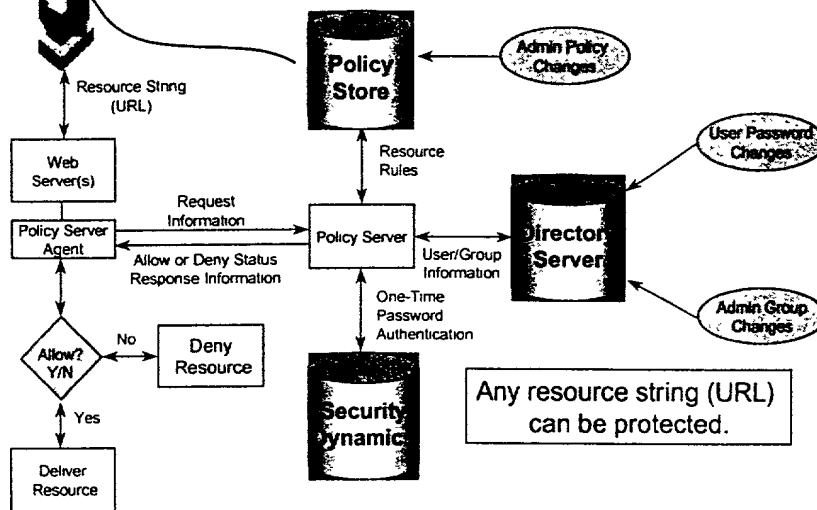 Policy
Store
Admin Policy
Changes
Resource String
(URL)
Web
Server(s)
Resource
Rules
User Password
Changes
Request
Information
Policy Server
Agent
Policy Server
Allow or Deny Status
Response Information
User/Group
Information
Director
Server
One-Time
Password
Authentication
Admin Group
Changes
Allow?
Y/N
No
Deny
Resource
Yes
Security
Dynamic
Any resource string (URL)
can be protected.
Deliver
Resource